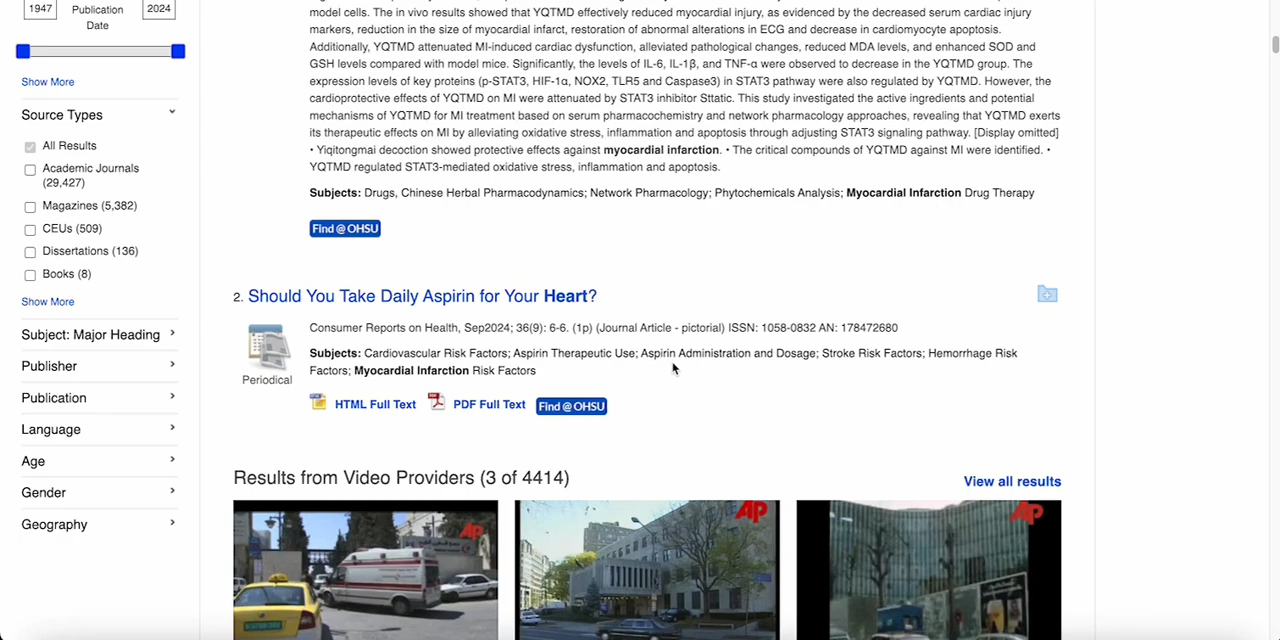 1947
Publication
Date
2024
Show More
Source Types
All Results
Academic Journals
(29,427)
Magazines (5,382)
CEUs (509)
Dissertations (136)
Books (8)
Show More
Subject: Major Heading
Publisher
Publication
Language
Age
Gender
Geography
model cells. The in vivo results showed that YQTMD effectively reduced myocardial injury, as evidenced by the decreased serum cardiac injury
markers, reduction in the size of myocardial infarct, restoration of abnormal alterations in ECG and decrease in cardiomyocyte apoptosis.
Additionally, YQTMD attenuated MI-induced cardiac dysfunction, alleviated pathological changes, reduced MDA levels, and enhanced SOD and
GSH levels compared with model mice. Significantly, the levels of IL-6, IL-1β, and TNF-α were observed to decrease in the YQTMD group. The
expression levels of key proteins (p-STAT3, HIF-1α, NOX2, TLR5 and Caspase3) in STAT3 pathway were also regulated by YQTMD. However, the
cardioprotective effects of YQTMD on MI were attenuated by STAT3 inhibitor Sttatic. This study investigated the active ingredients and potential
mechanisms of YQTMD for MI treatment based on serum pharmacochemistry and network pharmacology approaches, revealing that YQTMD exerts
its therapeutic effects on MI by alleviating oxidative stress, inflammation and apoptosis through adjusting STAT3 signaling pathway. [Display omitted]
• Yiqitongmai decoction showed protective effects against myocardial infarction. • The critical compounds of YQTMD against MI were identified. •
YQTMD regulated STAT3-mediated oxidative stress, inflammation and apoptosis.
Subjects: Drugs, Chinese Herbal Pharmacodynamics; Network Pharmacology; Phytochemicals Analysis; Myocardial Infarction Drug Therapy
Find @ OHSU
2. Should You Take Daily Aspirin for Your Heart?
Periodical
Consumer Reports on Health, Sep2024; 36(9): 6-6. (1p) (Journal Article - pictorial) ISSN: 1058-0832 AN: 178472680
Subjects: Cardiovascular Risk Factors; Aspirin Therapeutic Use; Aspirin Administration and Dosage; Stroke Risk Factors; Hemorrhage Risk
Factors; Myocardial Infarction Risk Factors
HTML Full Text PDF Full Text Find @ OHSU
Results from Video Providers (3 of 4414)
View all results
AP
AP
AP